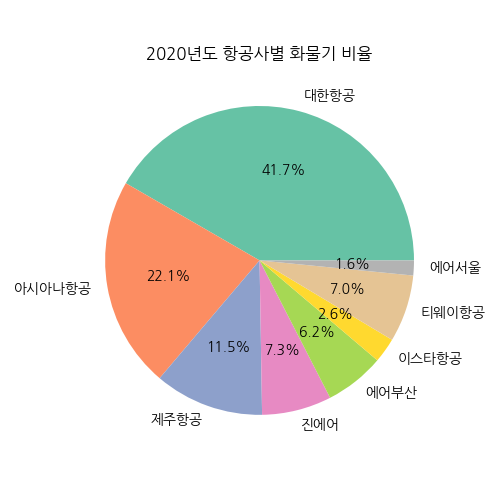 2020년도 항공사별 화물기 비율
대한항공
41.7%
아시아나항공
22.1%
제주항공
11.5%
진에어
7.3%
에어부산
6.2%
이스타항공
2.6%
티웨이항공
7.0%
에어서울
1.6%